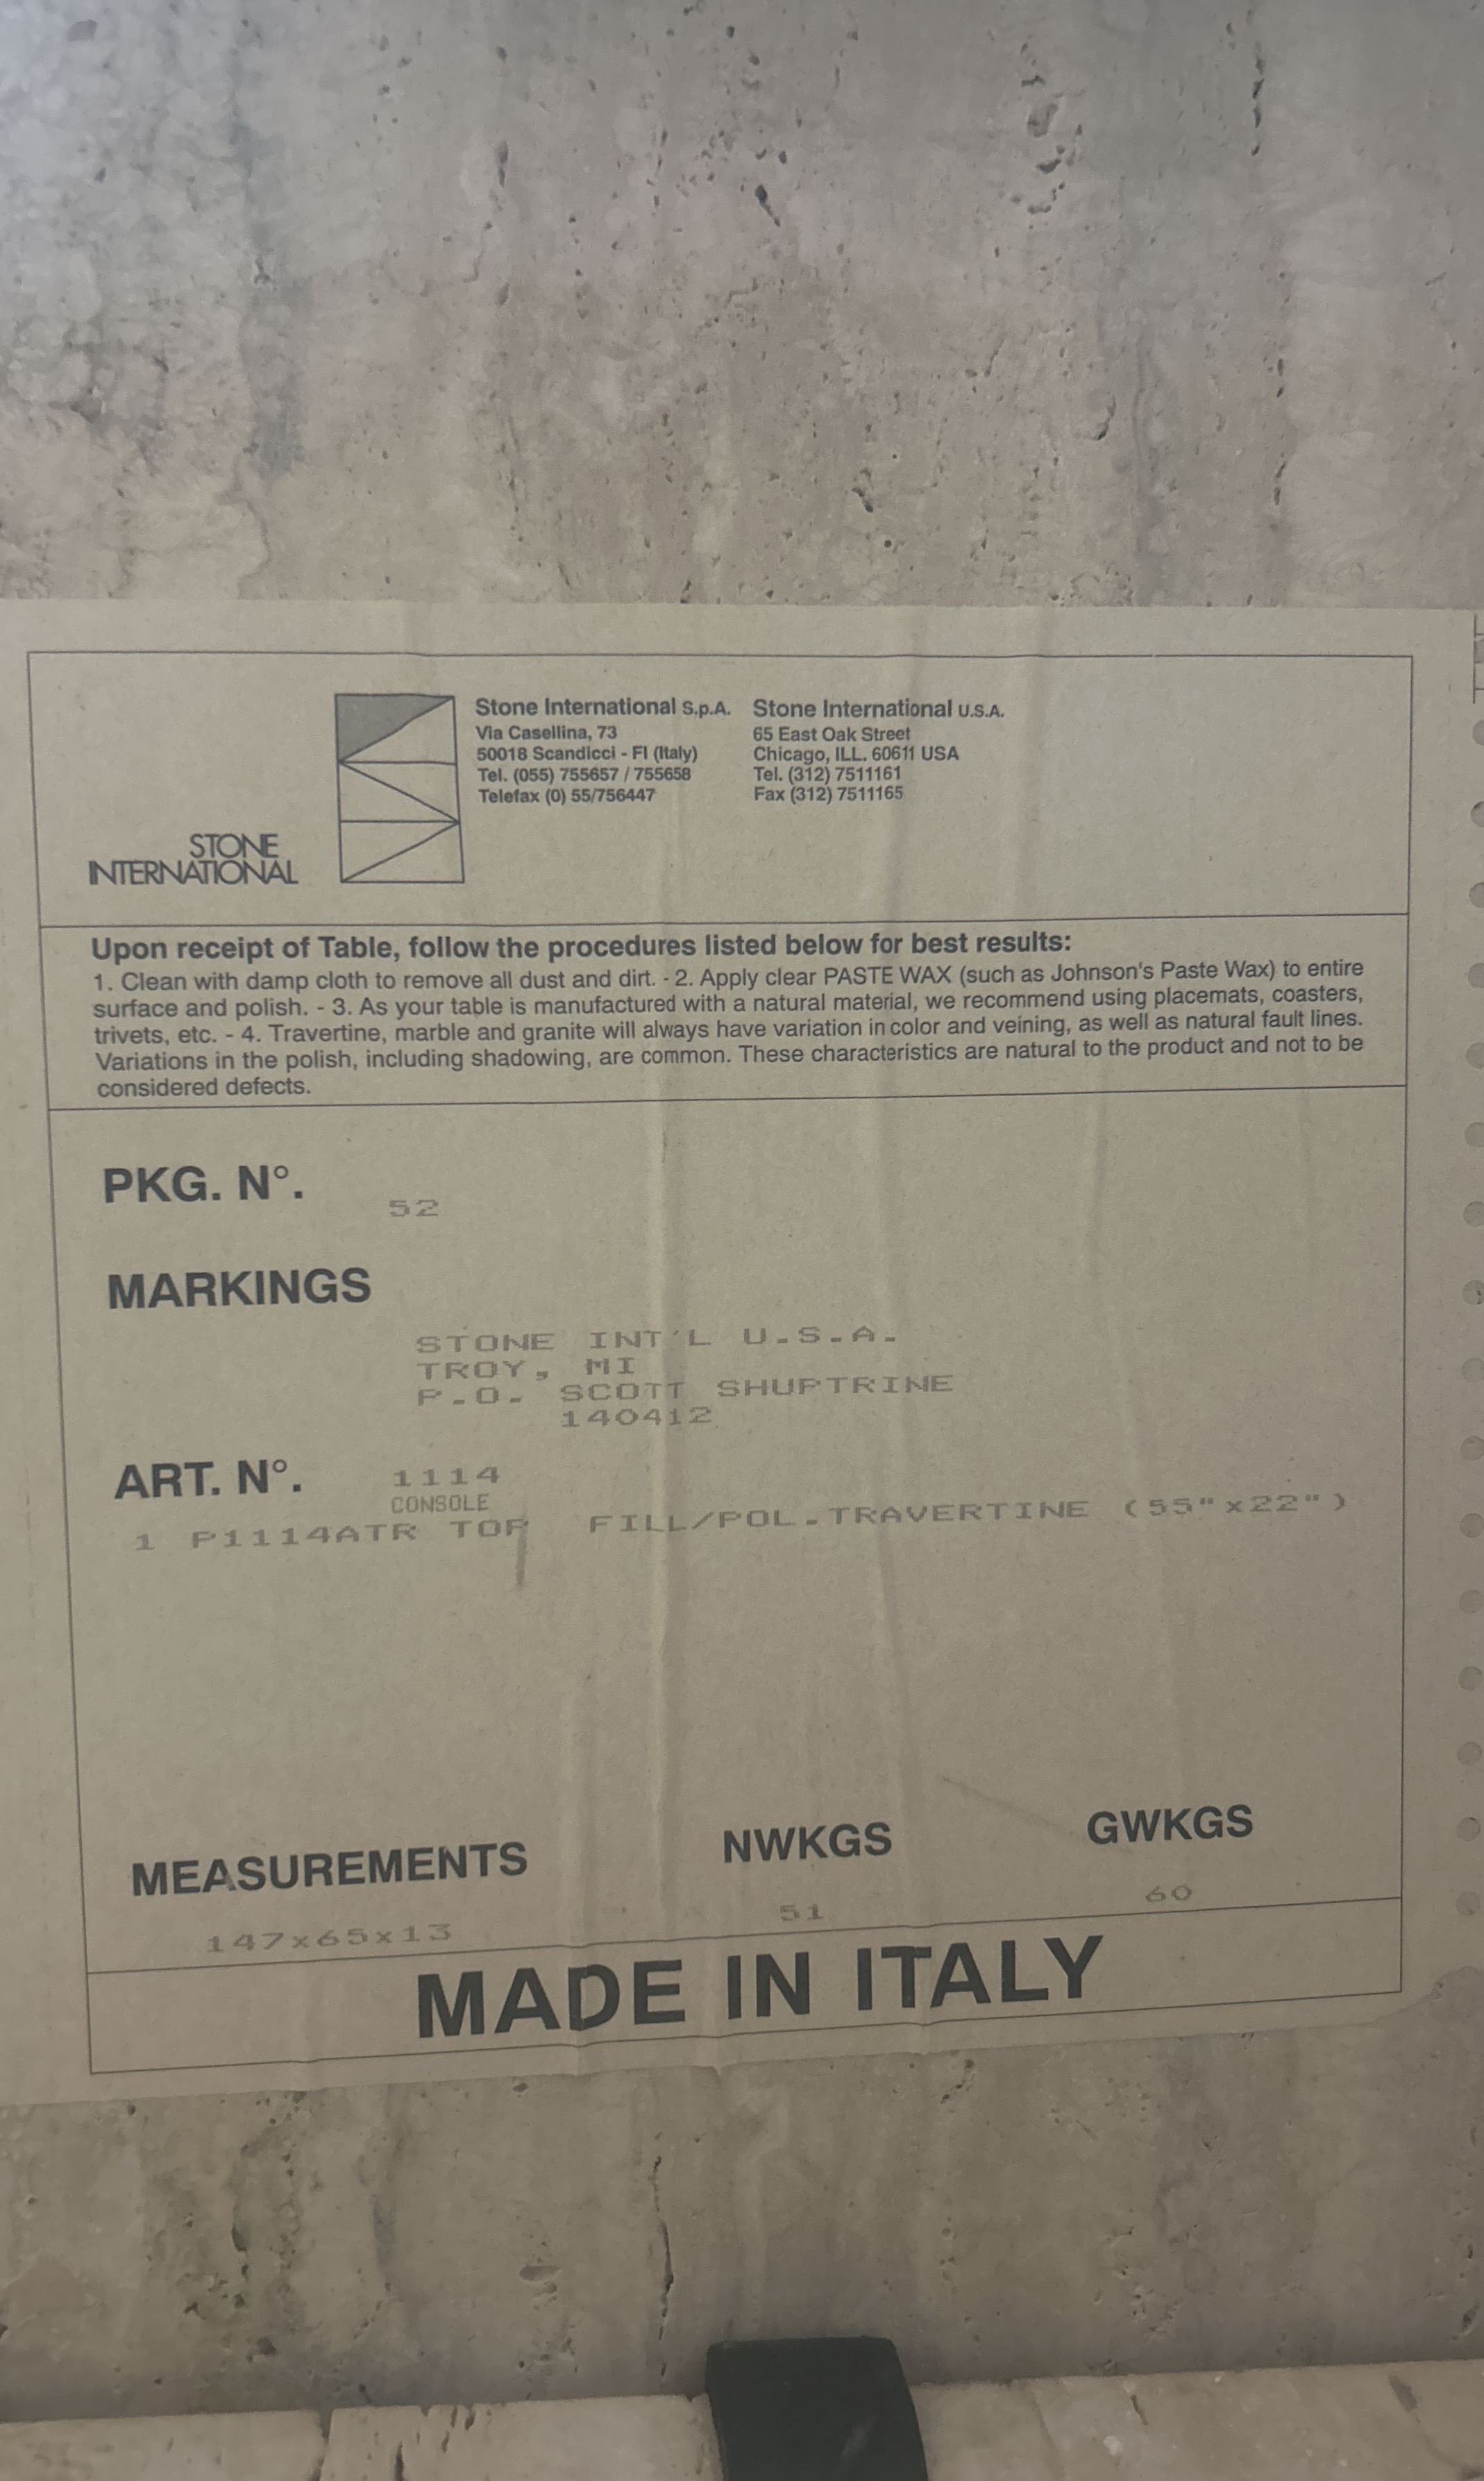 STONE
INTERNATIONAL
Stone International S.p.A.
Via Casellina, 73
50018 Scandicci - FI (Italy)
Tel. (055) 755657 / 755658
Telefax (0) 55/756447
Stone International U.S.A.
65 East Oak Street
Chicago, ILL. 60611 USA
Tel. (312) 7511161
Fax (312) 7511165
Upon receipt of Table, follow the procedures listed below for best results:
1. Clean with damp cloth to remove all dust and dirt. - 2. Apply clear PASTE WAX (such as Johnson's Paste Wax) to entire
surface and polish. - 3. As your table is manufactured with a natural material, we recommend using placemats, coasters,
trivets, etc. - 4. Travertine, marble and granite will always have variation in color and veining, as well as natural fault lines.
Variations in the polish, including shadowing, are common. These characteristics are natural to the product and not to be
considered defects.
PKG. N°.
52
MARKINGS
STONE INT'L U.S.A.
TROY, MI
P.O. SCOTT SHUPTRINE
140412
ART. N°. 1114
CONSOLE
1 P1114ATR TOP FILL/POL.TRAVERTINE (55"x22")
MEASUREMENTS NWKGS GWKGS
147x65x13 51 60
MADE IN ITALY